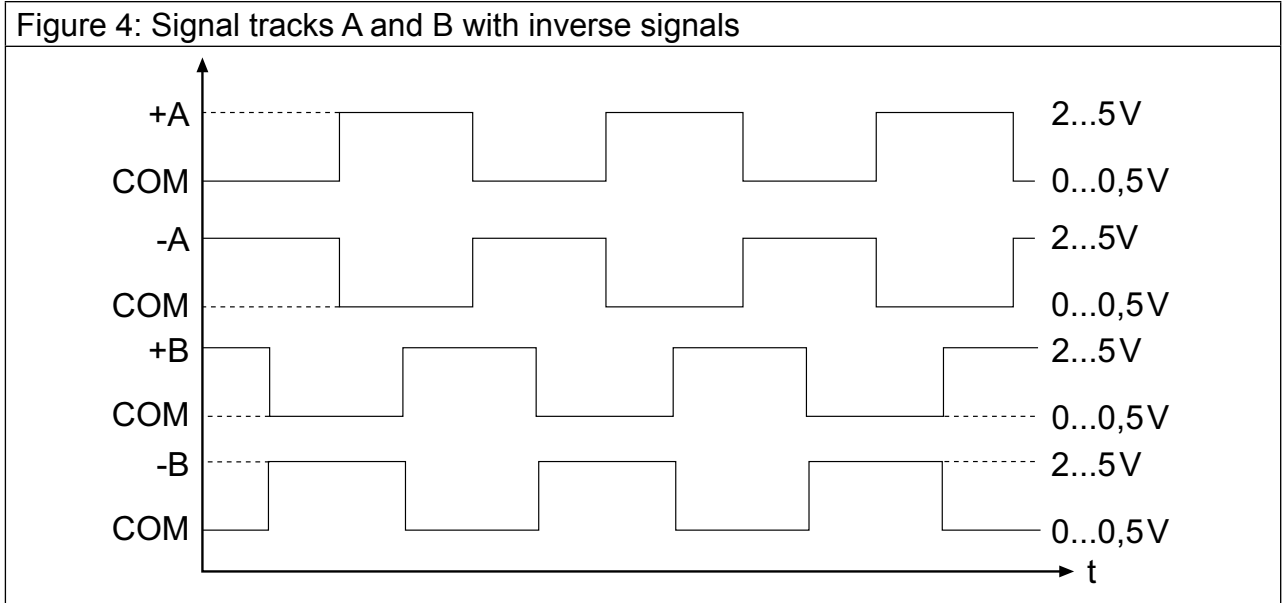 Figure 4: Signal tracks A and B with inverse signals
+A 2...5V
COM 0...0,5V
-A 2...5V
COM 0...0,5V
+B 2...5V
COM 0...0,5V
-B 2...5V
COM 0...0,5V
t